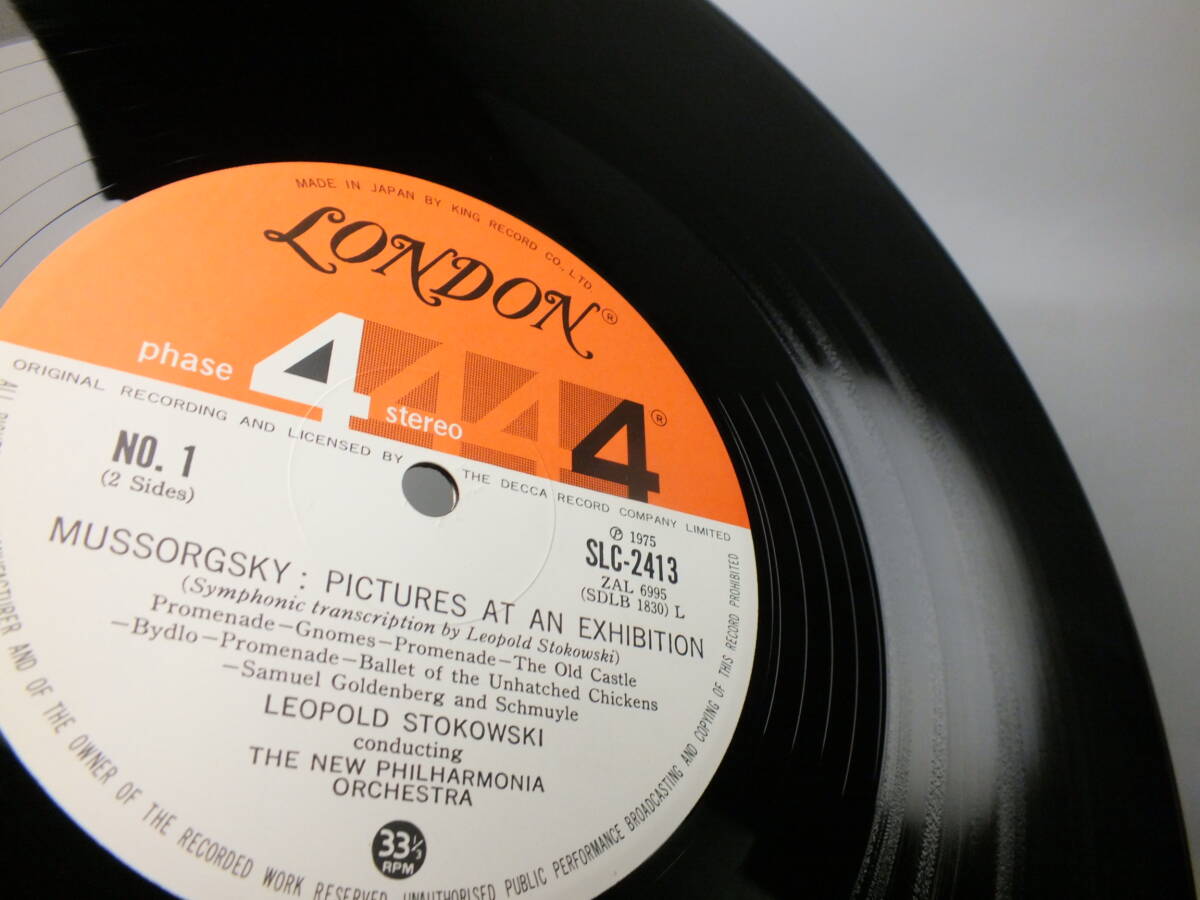 MADE IN JAPAN BY KING RECORD CO., LTD.
LONDON®
phase 4 stereo
444®
ORIGINAL RECORDING AND LICENSED BY THE DECCA RECORD COMPANY LIMITED
NO. 1
(2 Sides)
℗ 1975
SLC-2413
ZAL 6995
(SDLB 1830) L
MUSSORGSKY : PICTURES AT AN EXHIBITION
(Symphonic transcription by Leopold Stokowski)
Promenade—Gnomes—Promenade—The Old Castle
—Bydlo—Promenade—Ballet of the Unhatched Chickens
—Samuel Goldenberg and Schmuyle
LEOPOLD STOKOWSKI
conducting
THE NEW PHILHARMONIA
ORCHESTRA
33⅓
RPM
ALL MANUFACTURER AND OF THE OWNER OF THE RECORDED WORK RESERVED. UNAUTHORISED PUBLIC PERFORMANCE BROADCASTING AND COPYING OF THIS RECORD PROHIBITED